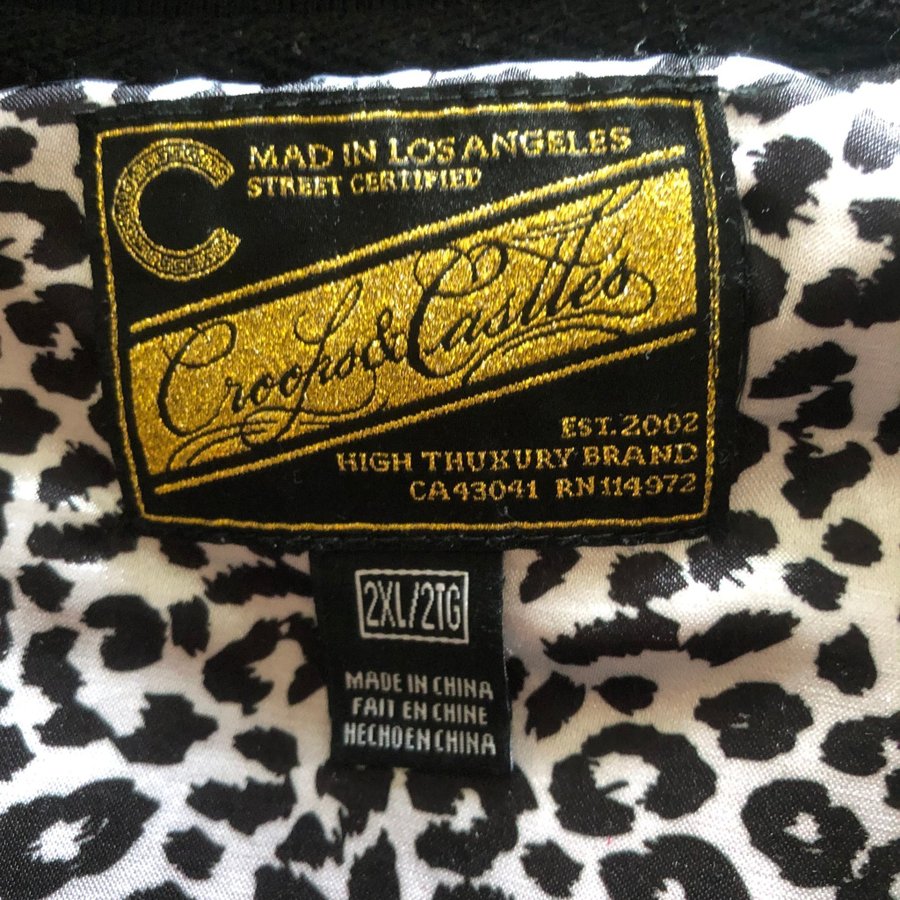 C
MAD IN LOS ANGELES
STREET CERTIFIED
Crooks & Castles
EST. 2002
HIGH THUXURY BRAND
CA43041 RN114972
2XL/2TG
MADE IN CHINA
FAIT EN CHINE
HECHO EN CHINA